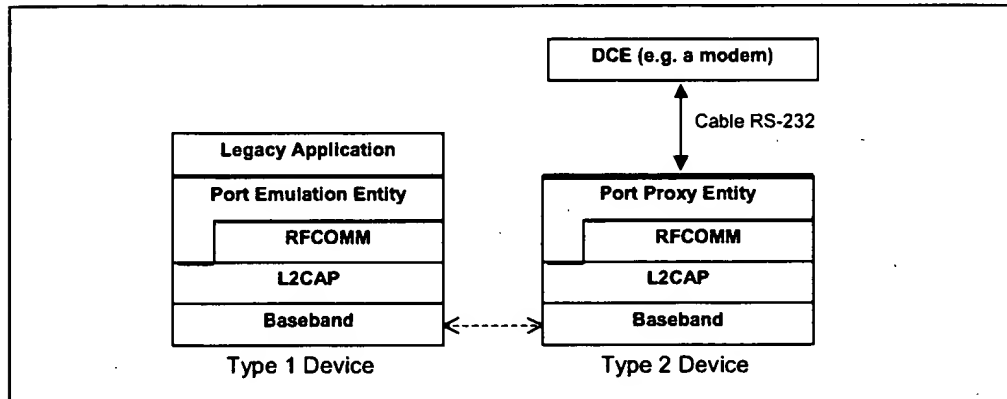 DCE (e.g. a modem)
Cable RS-232
Legacy Application
Port Emulation Entity
RFCOMM
L2CAP
Baseband
Type 1 Device
Port Proxy Entity
RFCOMM
L2CAP
Baseband
Type 2 Device